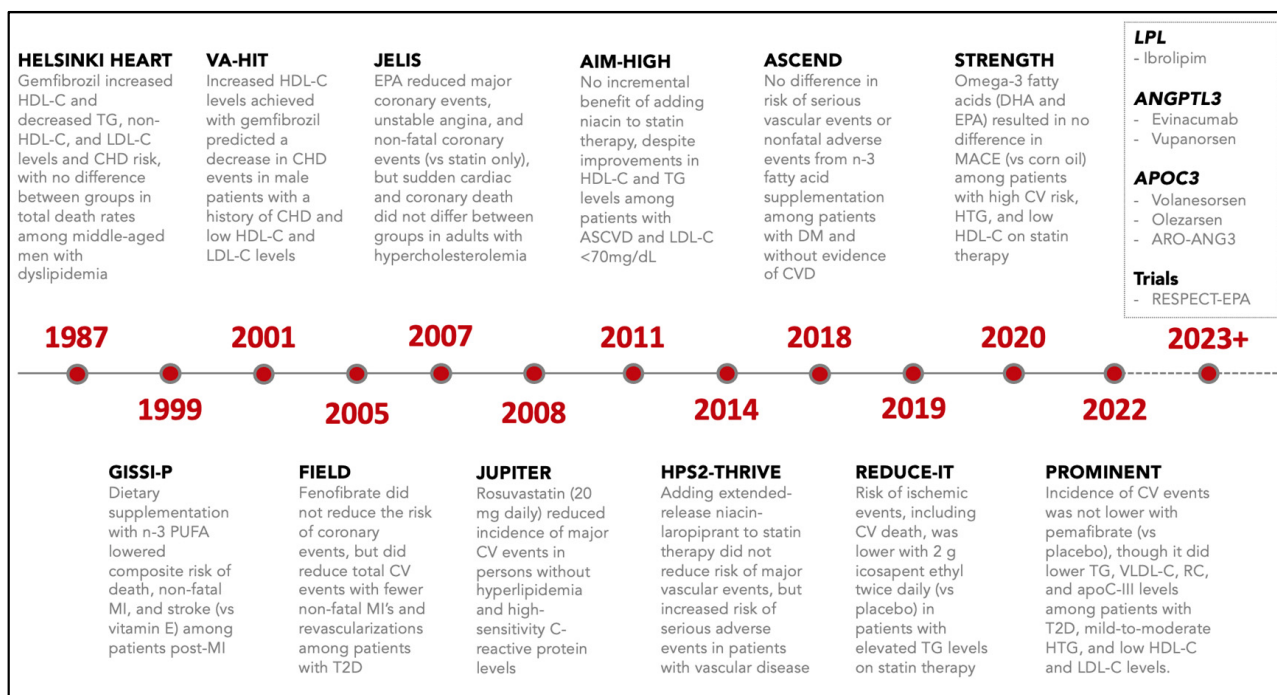 HELSINKI HEART
Gemfibrozil increased
HDL-C and
decreased TG, non-
HDL-C, and LDL-C
levels and CHD risk,
with no difference
between groups in
total death rates
among middle-aged
men with
dyslipidemia
VA-HIT
Increased HDL-C
levels achieved
with gemfibrozil
predicted a
decrease in CHD
events in male
patients with a
history of CHD and
low HDL-C and
LDL-C levels
JELIS
EPA reduced major
coronary events,
unstable angina, and
non-fatal coronary
events (vs statin only),
but sudden cardiac
and coronary death
did not differ between
groups in adults with
hypercholesterolemia
AIM-HIGH
No incremental
benefit of adding
niacin to statin
therapy, despite
improvements in
HDL-C and TG
levels among
patients with
ASCVD and LDL-C
<70mg/dL
ASCEND
No difference in
risk of serious
vascular events or
nonfatal adverse
events from n-3
fatty acid
supplementation
among patients
with DM and
without evidence
of CVD
STRENGTH
Omega-3 fatty
acids (DHA and
EPA) resulted in no
difference in
MACE (vs corn oil)
among patients
with high CV risk,
HTG, and low
HDL-C on statin
therapy
LPL
- Ibrolipim
ANGPTL3
- Evinacumab
- Vupanorsen
APOC3
- Volanesorsen
- Olezarsen
- ARO-ANG3
Trials
- RESPECT-EPA
1987
2001
2007
2011
2018
2020
2023+
1999
2005
2008
2014
2019
2022
GISSI-P
Dietary
supplementation
with n-3 PUFA
lowered
composite risk of
death, non-fatal
MI, and stroke (vs
vitamin E) among
patients post-MI
FIELD
Fenofibrate did
not reduce the risk
of coronary
events, but did
reduce total CV
events with fewer
non-fatal MI's and
revascularizations
among patients
with T2D
JUPITER
Rosuvastatin (20
mg daily) reduced
incidence of major
CV events in
persons without
hyperlipidemia
and high-
sensitivity C-
reactive protein
levels
HPS2-THRIVE
Adding extended-
release niacin-
laropiprant to statin
therapy did not
reduce risk of major
vascular events, but
increased risk of
serious adverse
events in patients
with vascular disease
REDUCE-IT
Risk of ischemic
events, including
CV death, was
lower with 2 g
icosapent ethyl
twice daily (vs
placebo) in
patients with
elevated TG levels
on statin therapy
PROMINENT
Incidence of CV events
was not lower with
pemafibrate (vs
placebo), though it did
lower TG, VLDL-C, RC,
and apoC-III levels
among patients with
T2D, mild-to-moderate
HTG, and low HDL-C
and LDL-C levels.